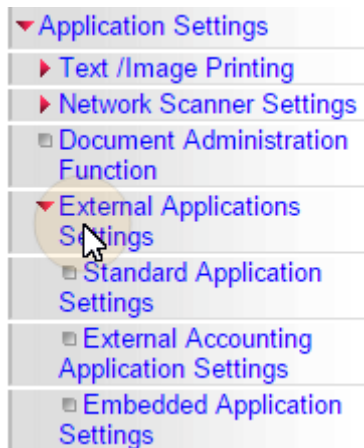 Application Settings
Text /Image Printing
Network Scanner Settings
Document Administration
Function
External Applications
Settings
Standard Application
Settings
External Accounting
Application Settings
Embedded Application
Settings